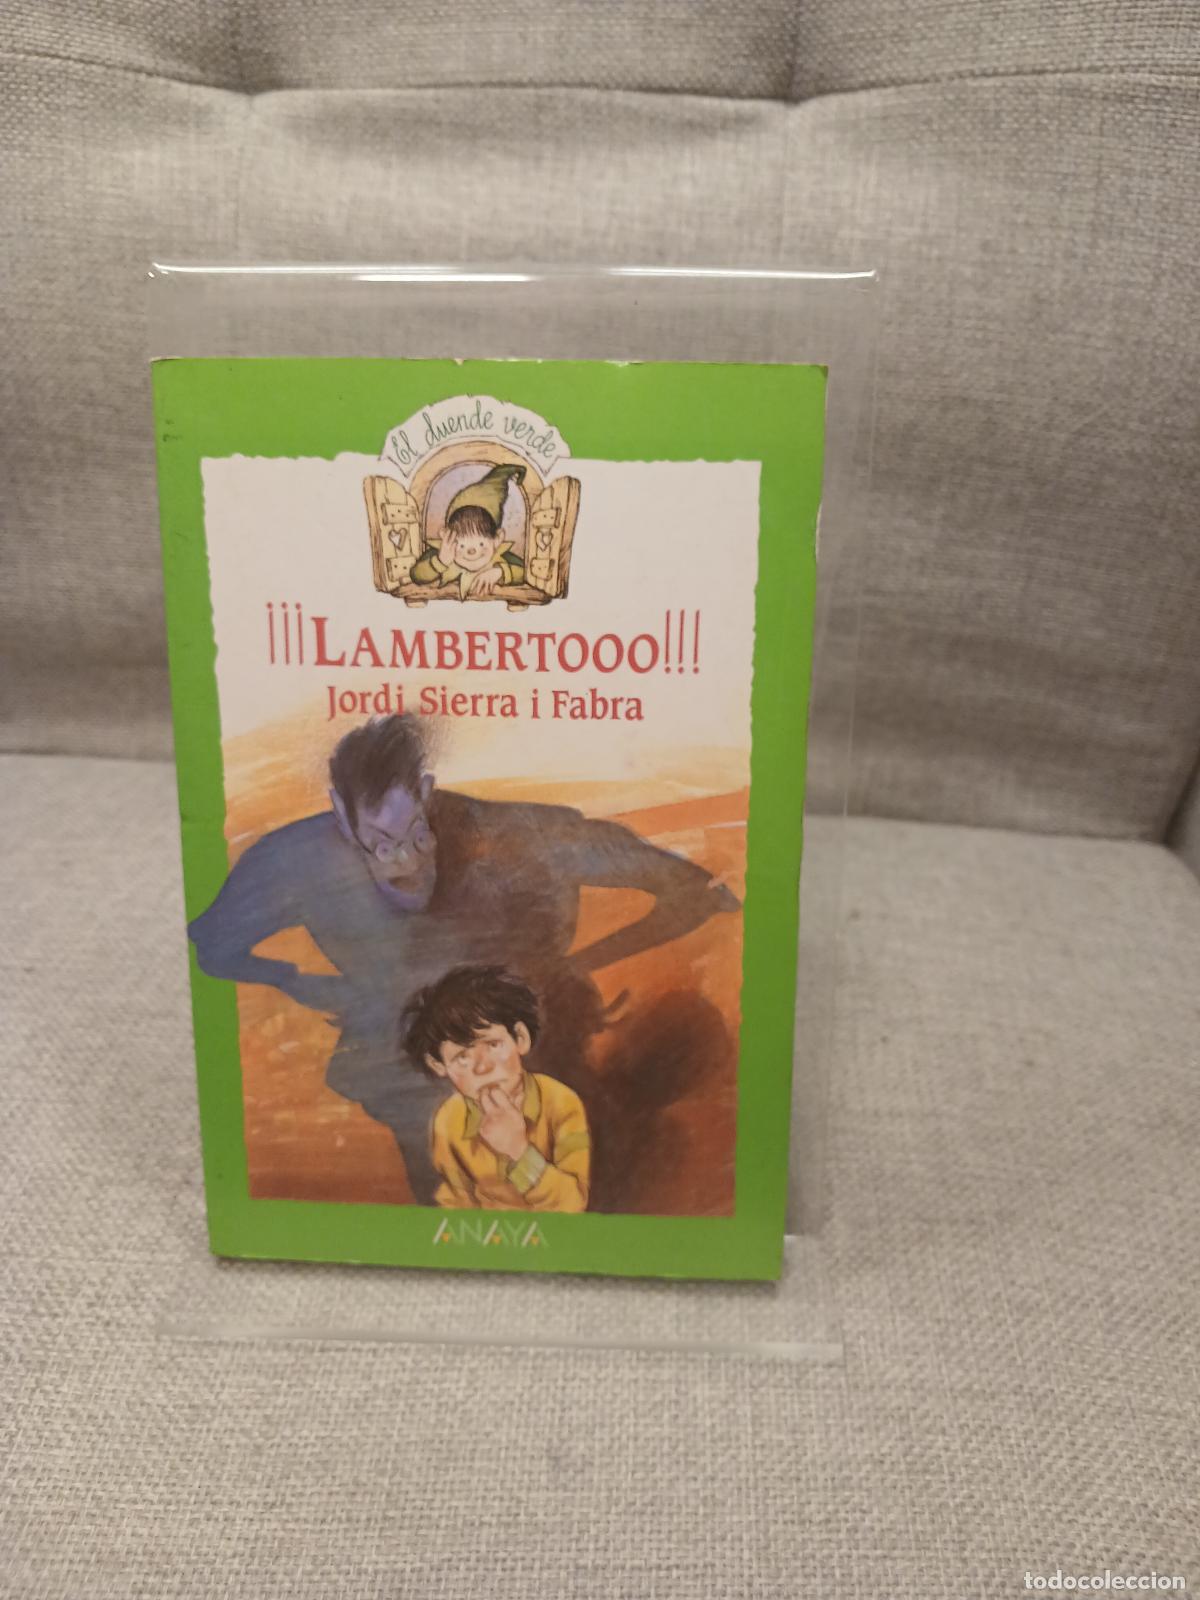 El duende verde
¡¡¡LAMBERTOOO!!!
Jordi Sierra i Fabra
ANAYA
todocoleccion